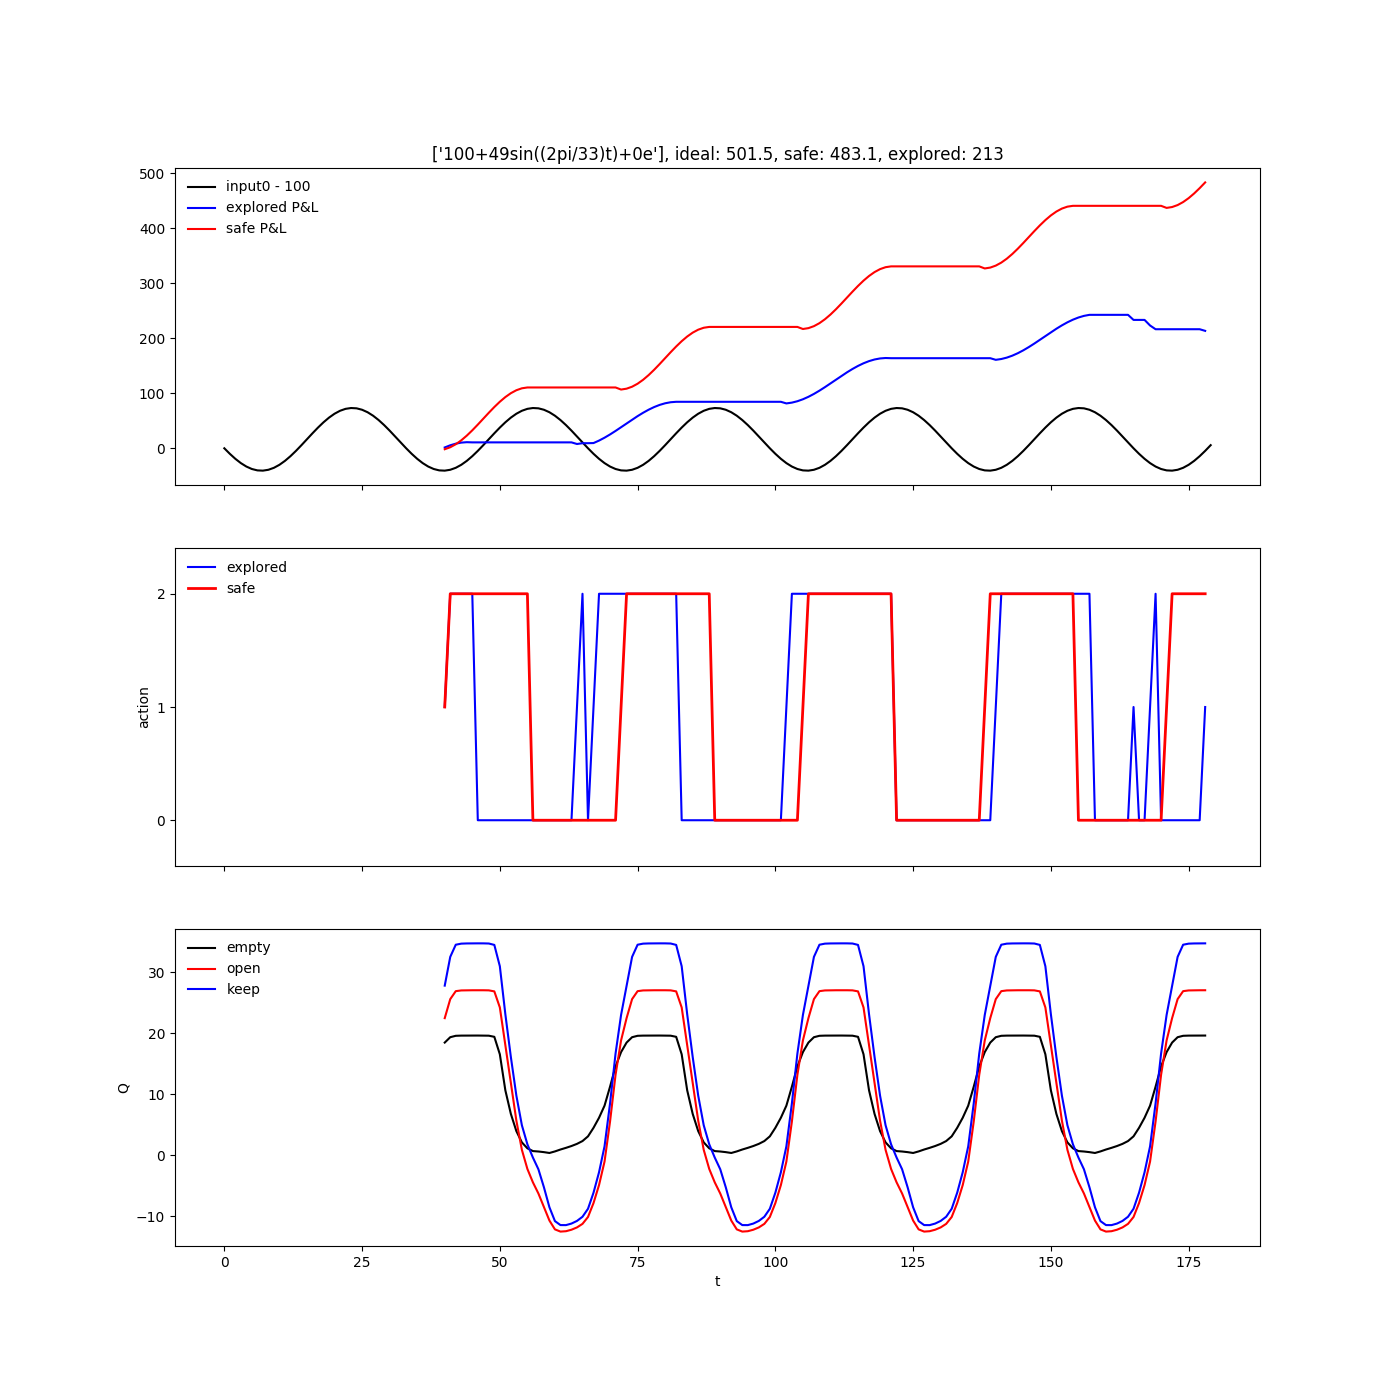 ['100+49sin((2pi/33)t)+0e'], ideal: 501.5, safe: 483.1, explored: 213
input0 - 100
explored P&L
safe P&L
500
400
300
200
100
0
explored
safe
action
2
1
0
empty
open
keep
Q
30
20
10
0
−10
0 25 50 75 100 125 150 175
t